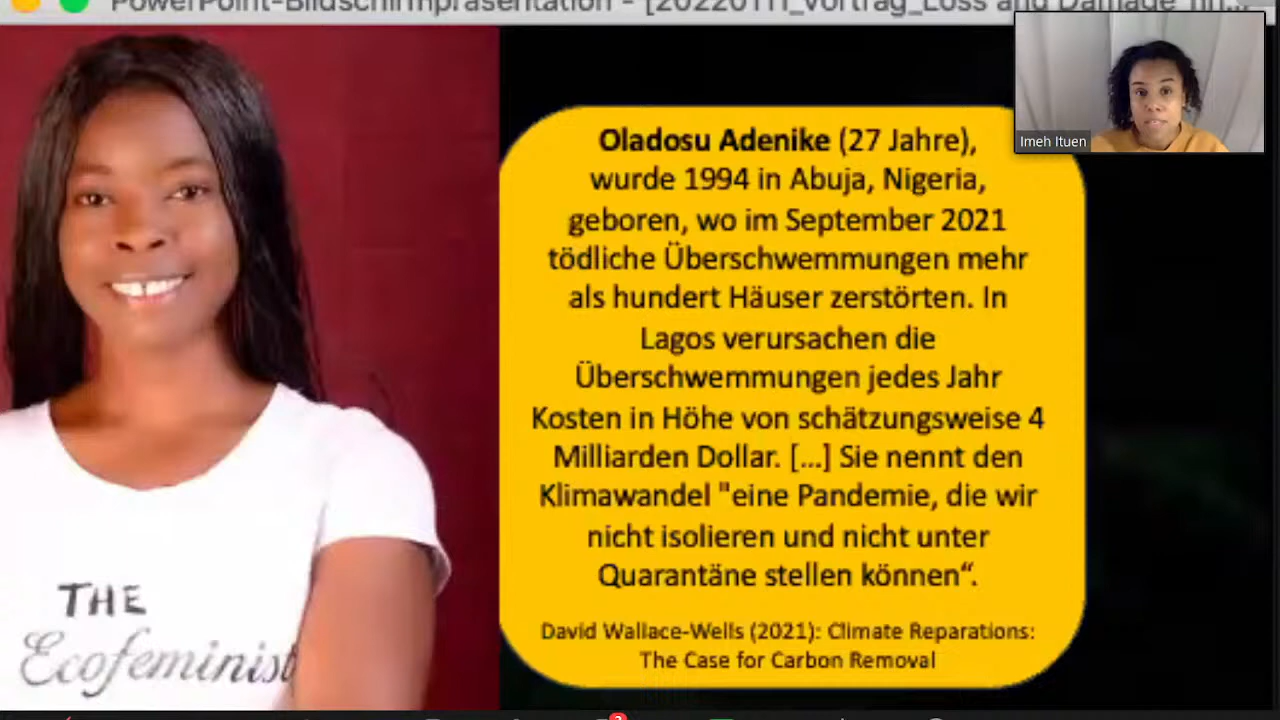 PowerPoint-Bildschirmpräsentation - [20220111_Vortrag_Loss and Damage_fin...
Imeh Ituen
Oladosu Adenike (27 Jahre),
wurde 1994 in Abuja, Nigeria,
geboren, wo im September 2021
tödliche Überschwemmungen mehr
als hundert Häuser zerstörten. In
Lagos verursachen die
Überschwemmungen jedes Jahr
Kosten in Höhe von schätzungsweise 4
Milliarden Dollar. [...] Sie nennt den
Klimawandel "eine Pandemie, die wir
nicht isolieren und nicht unter
Quarantäne stellen können“.
David Wallace-Wells (2021): Climate Reparations:
The Case for Carbon Removal
THE
Ecofeminist